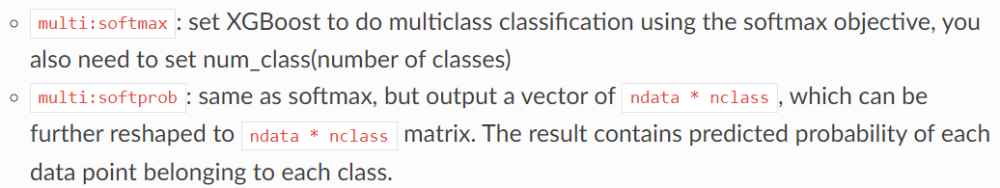 multi:softmax: set XGBoost to do multiclass classification using the softmax objective, you
also need to set num_class(number of classes)
multi:softprob: same as softmax, but output a vector of ndata * nclass, which can be
further reshaped to ndata * nclass matrix. The result contains predicted probability of each
data point belonging to each class.